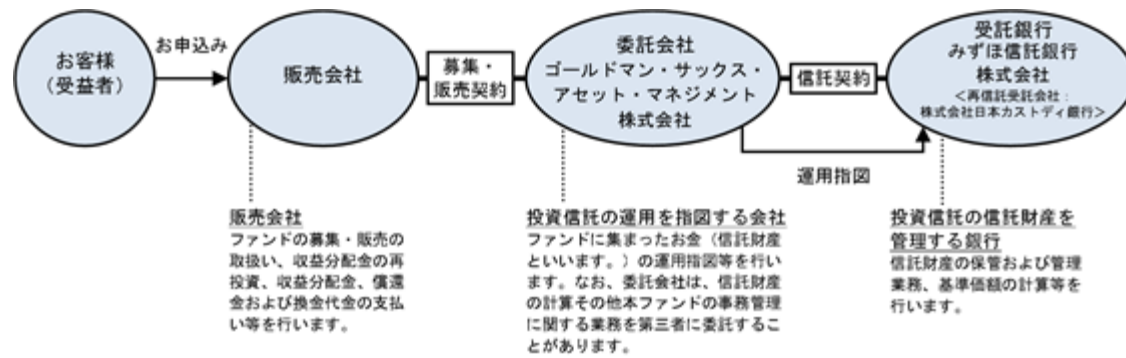 お客様
（受益者）
お申込み
販売会社
募集・
販売契約
委託会社
ゴールドマン・サックス・
アセット・マネジメント
株式会社
信託契約
受託銀行
みずほ信託銀行
株式会社
＜再信託受託会社：
株式会社日本カストディ銀行＞
運用指図
販売会社
ファンドの募集・販売の
取扱い、収益分配金の再
投資、収益分配金、償還
金および換金代金の支払
い等を行います。
投資信託の運用を指図する会社
ファンドに集まったお金（信託財産
といいます。）の運用指図等を行い
ます。なお、委託会社は、信託財産
の計算その他本ファンドの事務管理
に関する業務を第三者に委託するこ
とがあります。
投資信託の信託財産を
管理する銀行
信託財産の保管および管理
業務、基準価額の計算等を
行います。